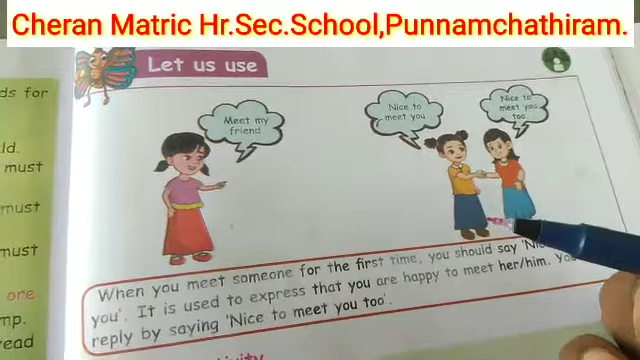 Cheran Matric Hr.Sec.School,Punnamchathiram.
Let us use
ds for
ld.
must
must
must
ore
mp.
read
Meet my
friend
Nice to
meet you.
Nice to
meet you
too.
When you meet someone for the first time, you should say
you'. It is used to express that you are happy to meet her/him.
reply by saying 'Nice to meet you too'.